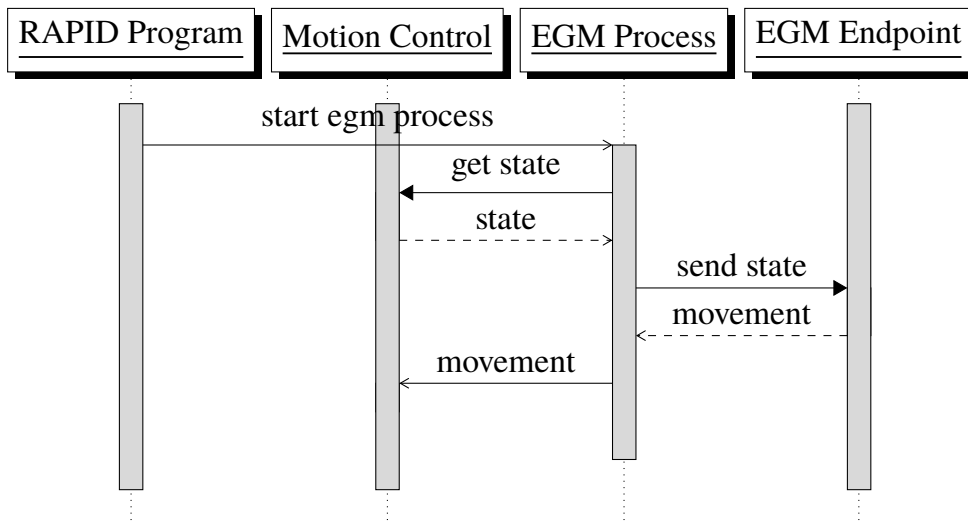 RAPID Program
Motion Control
EGM Process
EGM Endpoint
start egm process
get state
state
send state
movement
movement